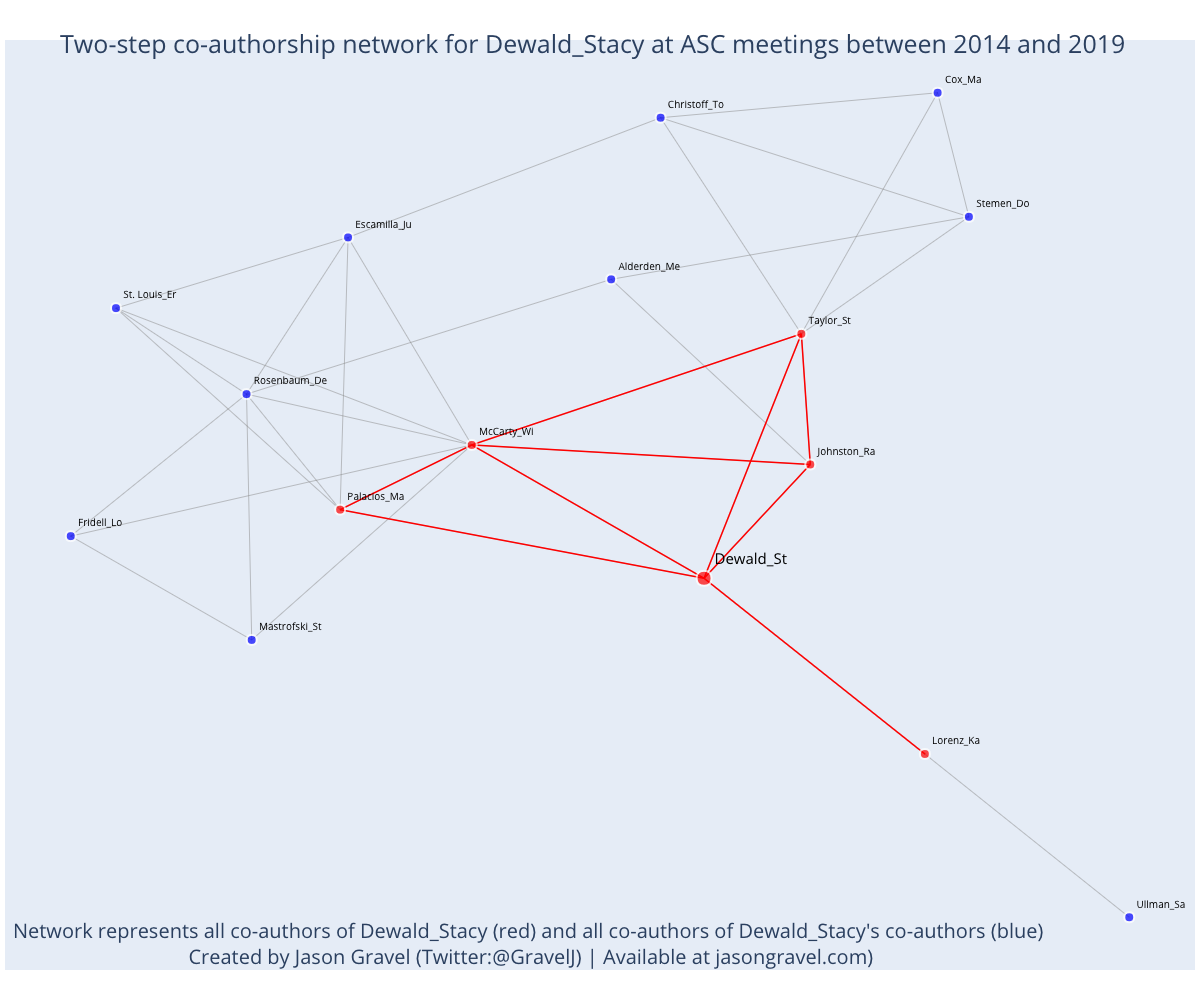 Two-step co-authorship network for Dewald_Stacy at ASC meetings between 2014 and 2019
Cox_Ma
Christoff_To
Stemen_Do
Escamilla_Ju
Alderden_Me
St. Louis_Er
Taylor_St
Rosenbaum_De
McCarty_Wi
Johnston_Ra
Palacios_Ma
Fridell_Lo
Dewald_St
Mastrofski_St
Lorenz_Ka
Ullman_Sa
Network represents all co-authors of Dewald_Stacy (red) and all co-authors of Dewald_Stacy's co-authors (blue)
Created by Jason Gravel (Twitter:@GravelJ) | Available at jasongravel.com)